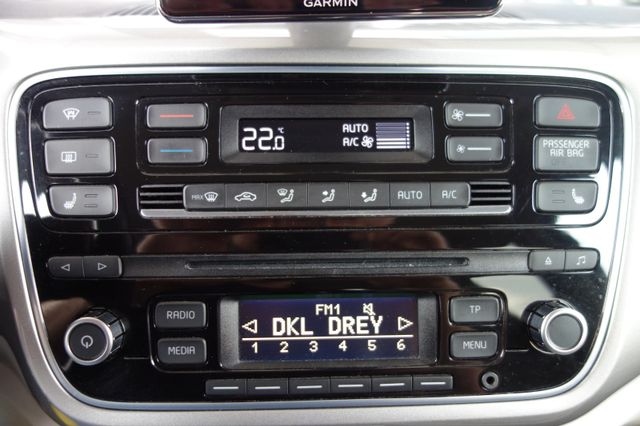 GARMIN
22.0 °C AUTO
A/C
PASSENGER
AIR BAG
MAX AUTO A/C
RADIO
MEDIA
FM1
DKL DREY
1 2 3 4 5 6
TP
MENU